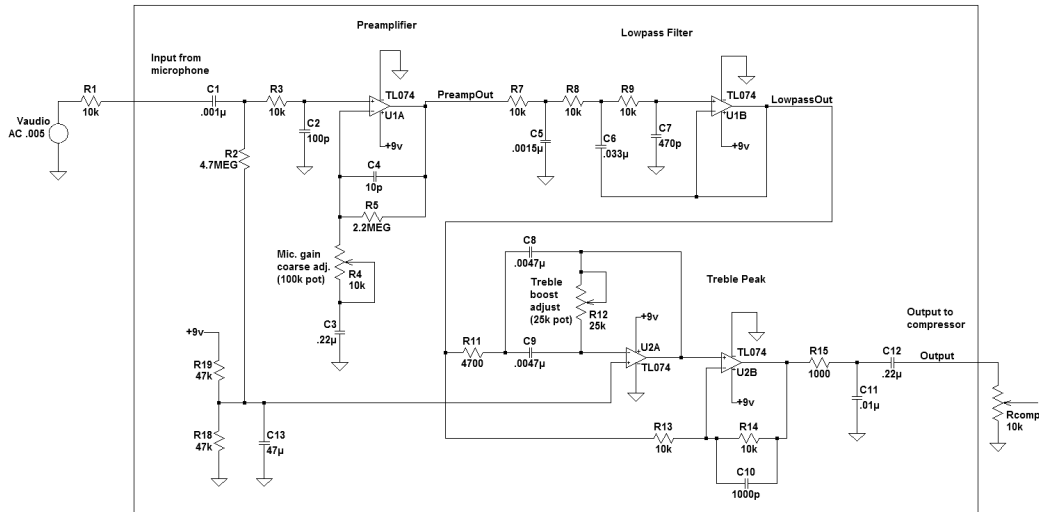 Preamplifier
Lowpass Filter
Input from
microphone
R1
10k
C1
.001µ
R3
10k
TL074
U1A
+9v
PreampOut
R7
10k
R8
10k
R9
10k
TL074
U1B
+9v
LowpassOut
Vaudio
AC .005
C2
100p
C5
.0015µ
C6
.033µ
C7
470p
R2
4.7MEG
C4
10p
R5
2.2MEG
Mic. gain
coarse adj.
(100k pot)
R4
10k
C3
.22µ
C8
.0047µ
Treble
boost
adjust
(25k pot)
R12
25k
Treble Peak
R11
4700
C9
.0047µ
+9v
U2A
TL074
TL074
U2B
+9v
R15
1000
C12
.22µ
Output to
compressor
Output
C11
.01µ
Rcomp
10k
+9v
R19
47k
R18
47k
C13
47µ
R13
10k
R14
10k
C10
1000p